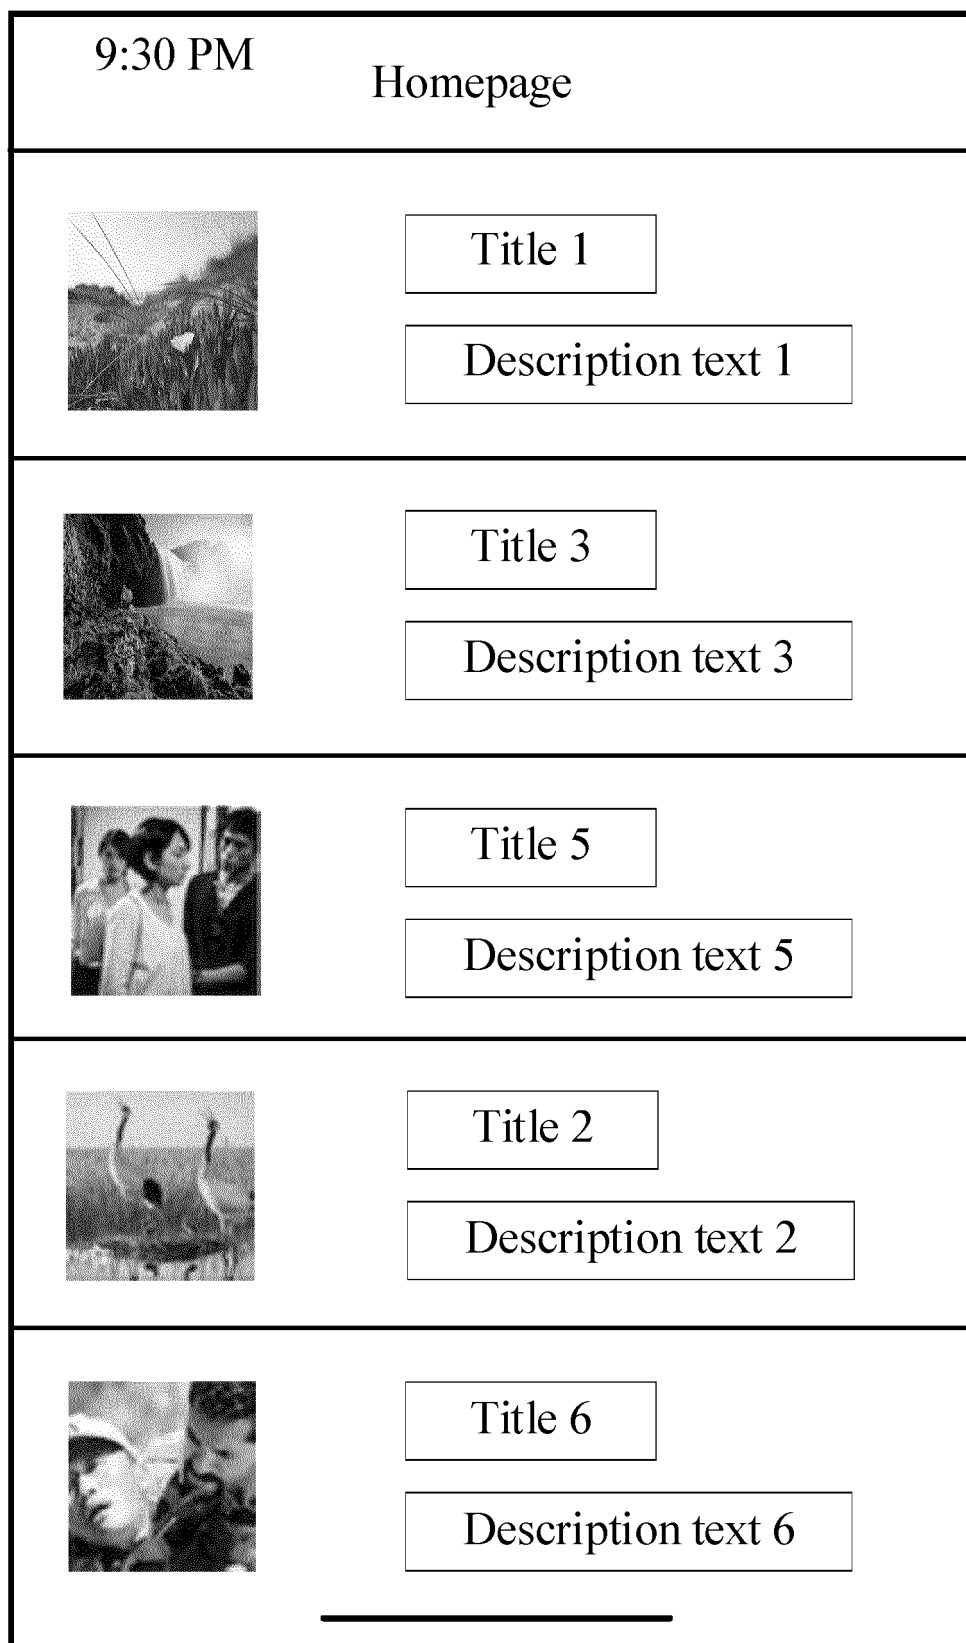 9:30 PM
Homepage
Title 1
Description text 1
Title 3
Description text 3
Title 5
Description text 5
Title 2
Description text 2
Title 6
Description text 6